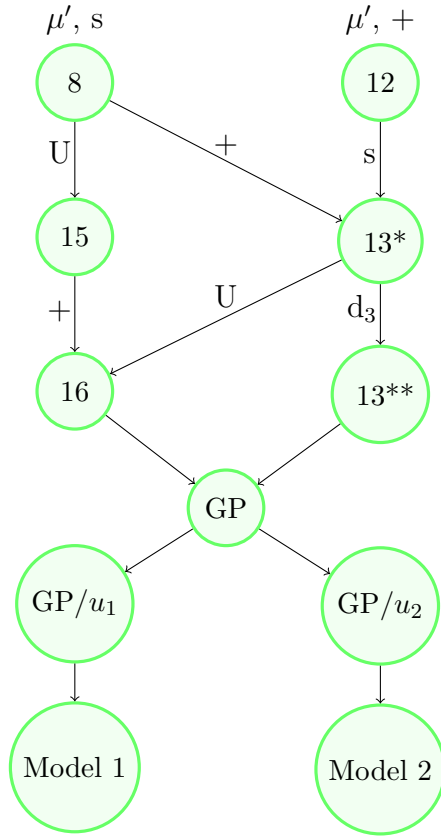 μ′, s
μ′, +
8
12
U
+
s
15
13*
+
U
d₃
16
13**
GP
GP/u₁
GP/u₂
Model 1
Model 2